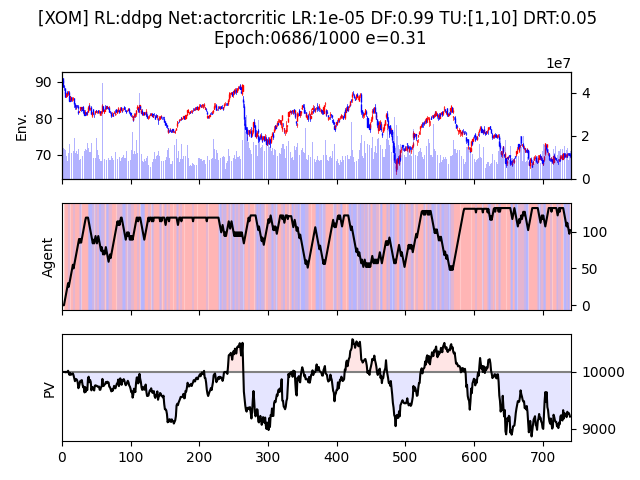 [XOM] RL:ddpg Net:actorcritic LR:1e-05 DF:0.99 TU:[1,10] DRT:0.05
Epoch:0686/1000 e=0.31
1e7
90
80
70
Env.
4
2
0
Agent
100
50
0
PV
10000
9000
0 100 200 300 400 500 600 700